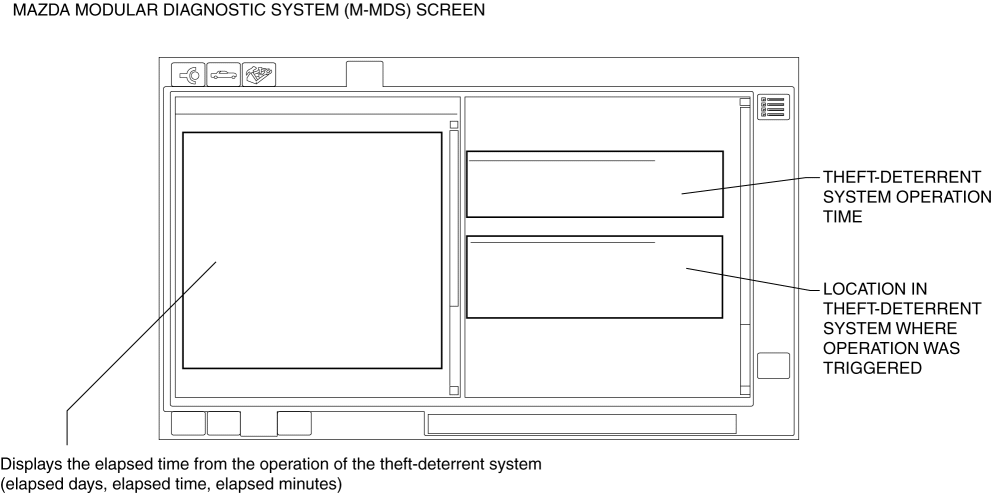 MAZDA MODULAR DIAGNOSTIC SYSTEM (M-MDS) SCREEN
THEFT-DETERRENT
SYSTEM OPERATION
TIME
LOCATION IN
THEFT-DETERRENT
SYSTEM WHERE
OPERATION WAS
TRIGGERED
Displays the elapsed time from the operation of the theft-deterrent system
(elapsed days, elapsed time, elapsed minutes)